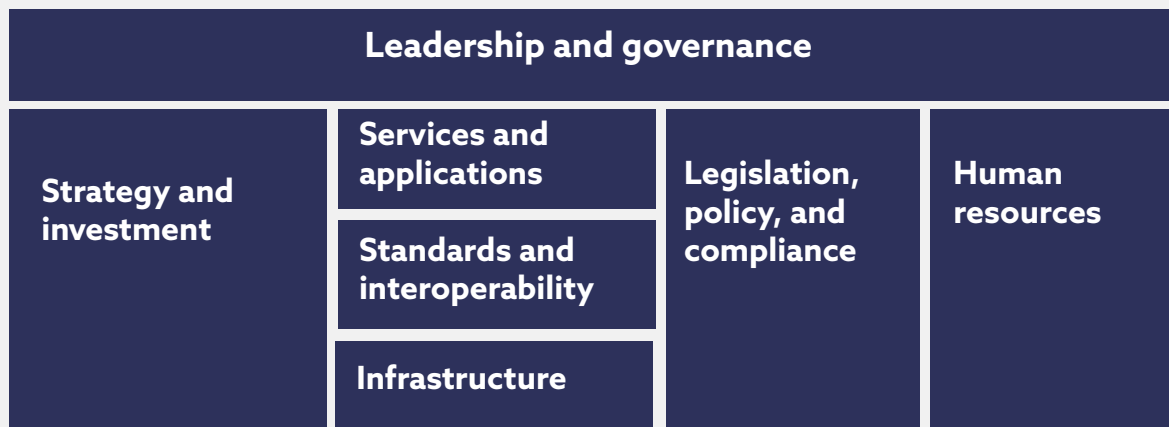 Leadership and governance
Strategy and
investment
Services and
applications
Standards and
interoperability
Infrastructure
Legislation,
policy, and
compliance
Human
resources